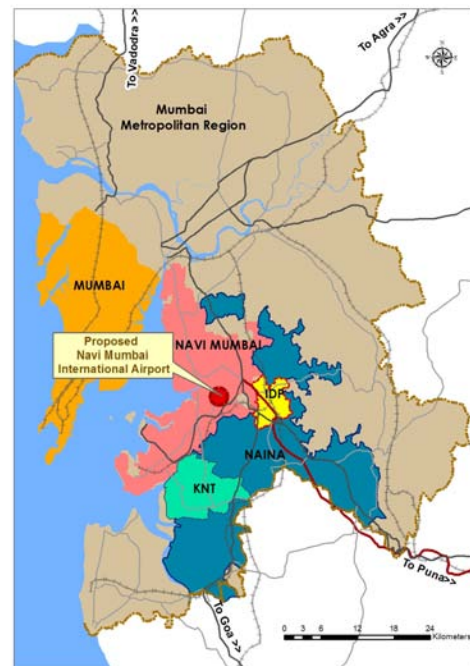 To Vadodra >>
To Agra >>
Mumbai
Metropolitan Region
MUMBAI
NAVI MUMBAI
Proposed
Navi Mumbai
International Airport
IDP
NAINA
KNT
To Puna>>
To Goa >>
0 3 6 12 18 24
Kilometers